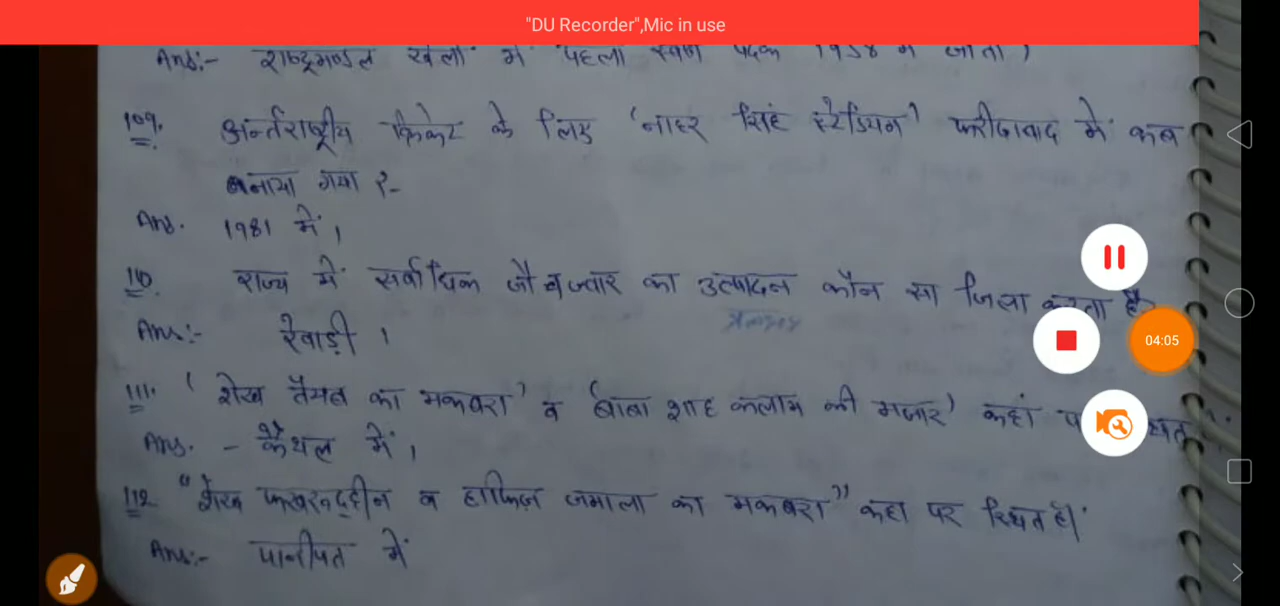 "DU Recorder",Mic in use
Ans:- राष्ट्रमण्डल खेलों में पहला स्वर्ण पदक 1958 में जीता।
109. अर्न्तराष्ट्रीय क्रिकेट के लिए 'नाहर सिंह स्टेडियम' फरीदाबाद में कब
बनाया गया ?-
Ans. 1981 में।
110. राज्य में सर्वाधिक जौ व ज्वार का उत्पादन कौन सा जिला करता है
Ans:- रेवाड़ी ।
04:05
111. 'शेख तैयब का मकबरा' व 'बाबा शाह कलाम की मजार' कहां
Ans. - कैथल में।
112. "शेख फखरुद्दीन व हाफिज जमाला का मकबरा" कहा पर स्थित है।
Ans:- पानीपत में